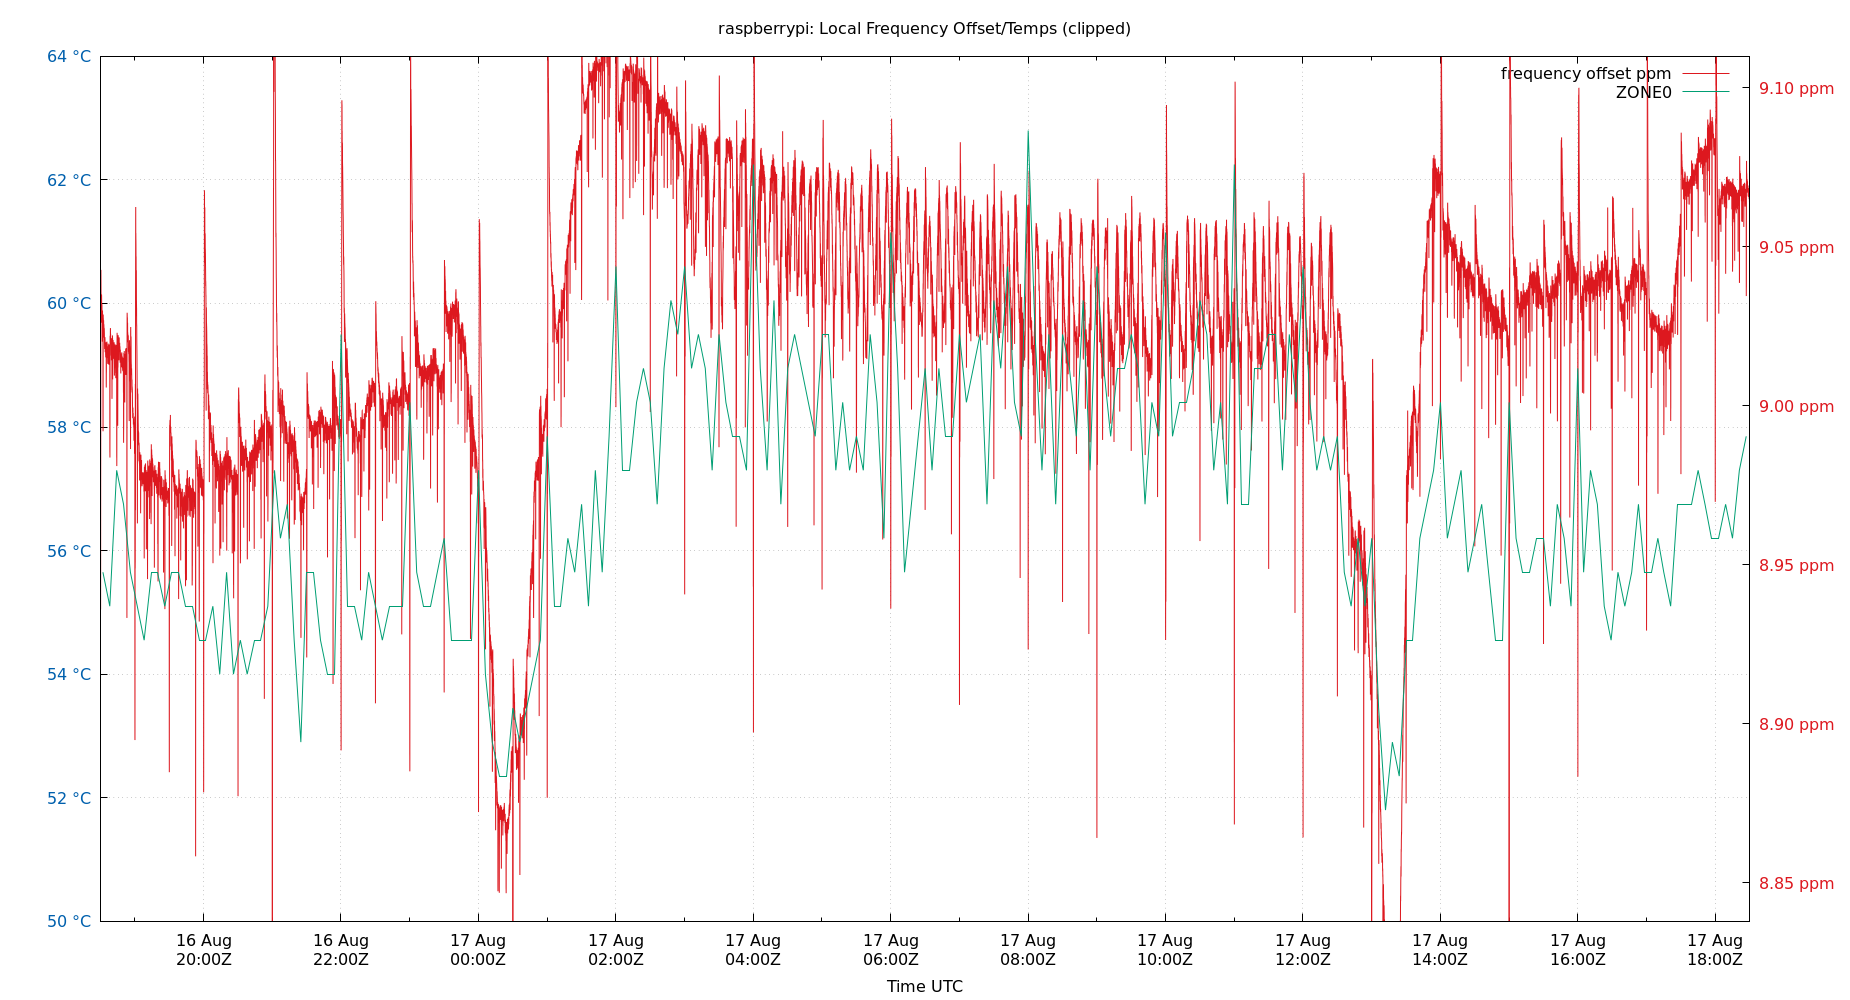 raspberrypi: Local Frequency Offset/Temps (clipped)
64 °C
62 °C
60 °C
58 °C
56 °C
54 °C
52 °C
50 °C
frequency offset ppm
ZONE0
9.10 ppm
9.05 ppm
9.00 ppm
8.95 ppm
8.90 ppm
8.85 ppm
16 Aug 16 Aug 17 Aug 17 Aug 17 Aug 17 Aug 17 Aug 17 Aug 17 Aug 17 Aug 17 Aug 17 Aug
20:00Z 22:00Z 00:00Z 02:00Z 04:00Z 06:00Z 08:00Z 10:00Z 12:00Z 14:00Z 16:00Z 18:00Z
Time UTC